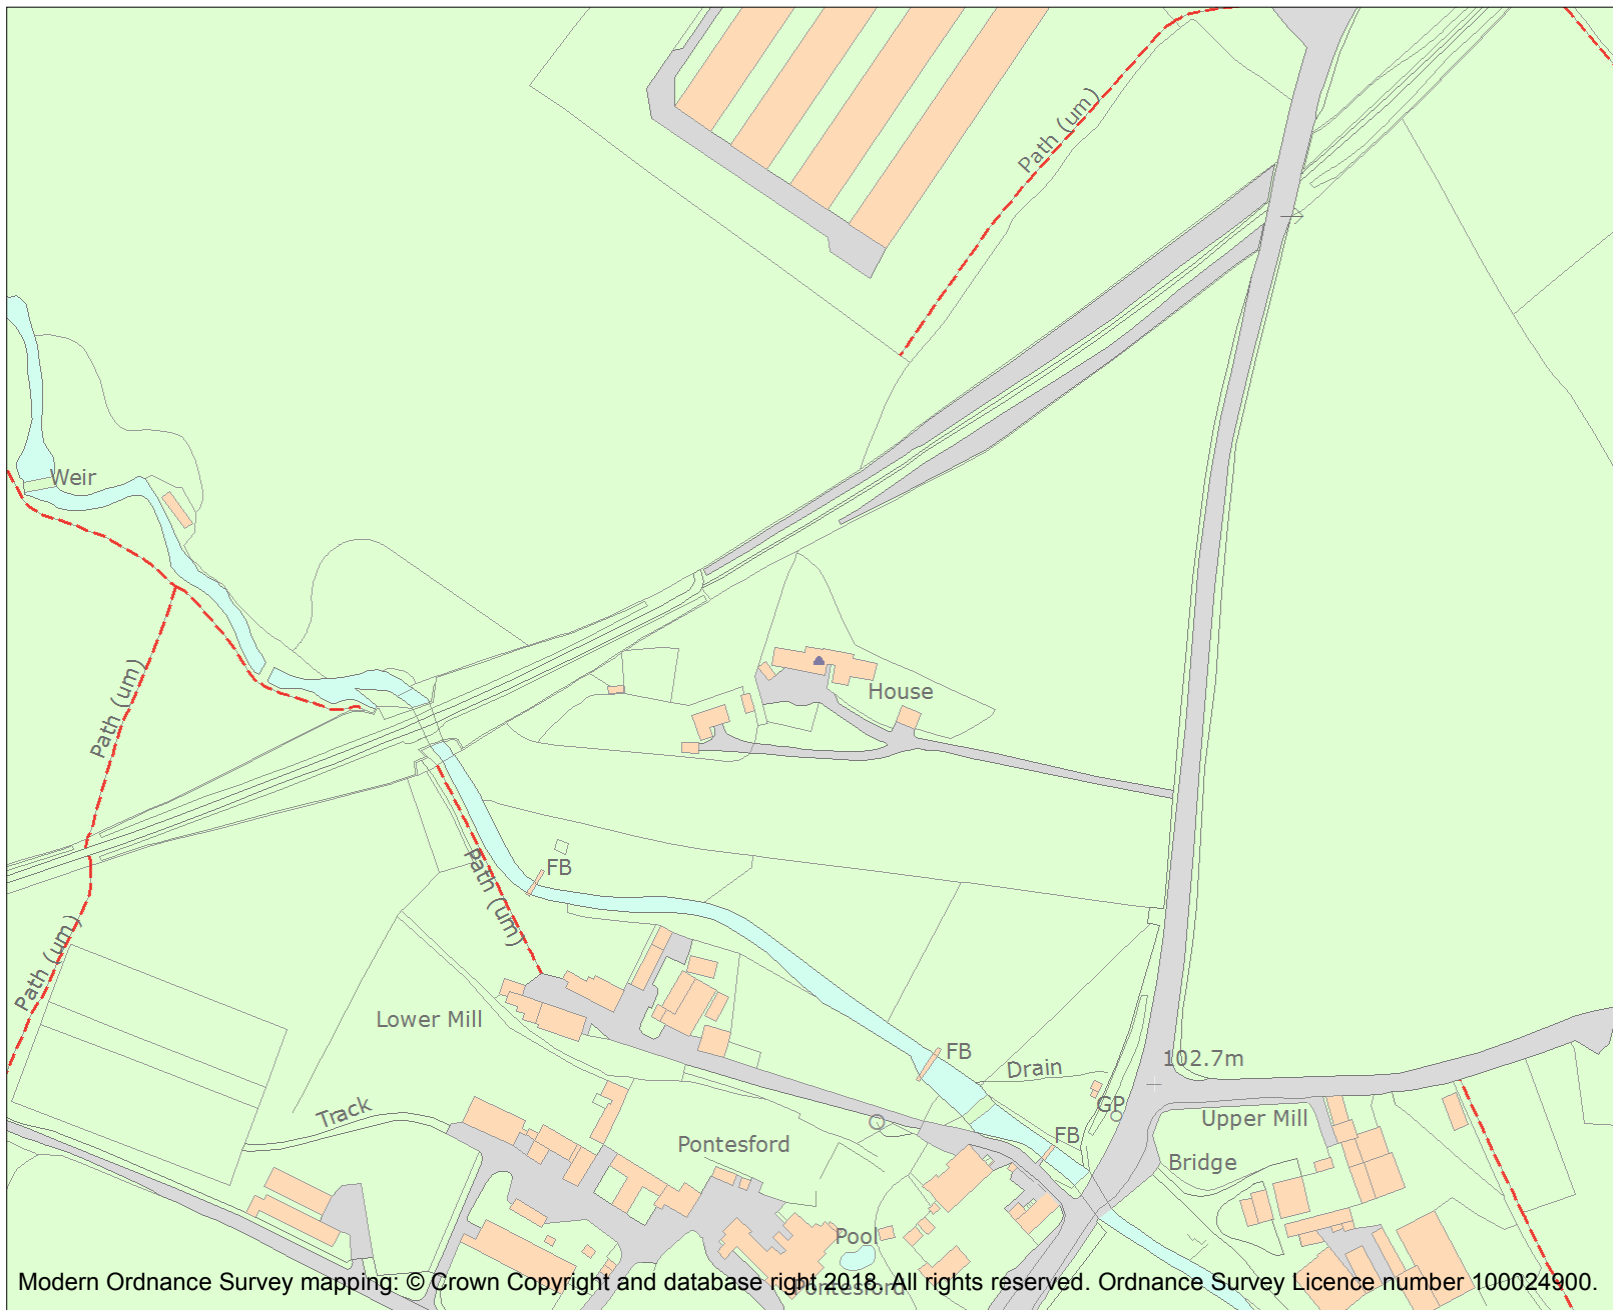 Path (um)
Weir
House
Path (um)
FB
Path (um)
Path (um)
Lower Mill
FB
Drain
102.7m
GP
Track
Upper Mill
FB
Pontesford
Bridge
Pool
Modern Ordnance Survey mapping: © Crown Copyright and database right 2018. All rights reserved. Ordnance Survey Licence number 100024900.
Pontesford